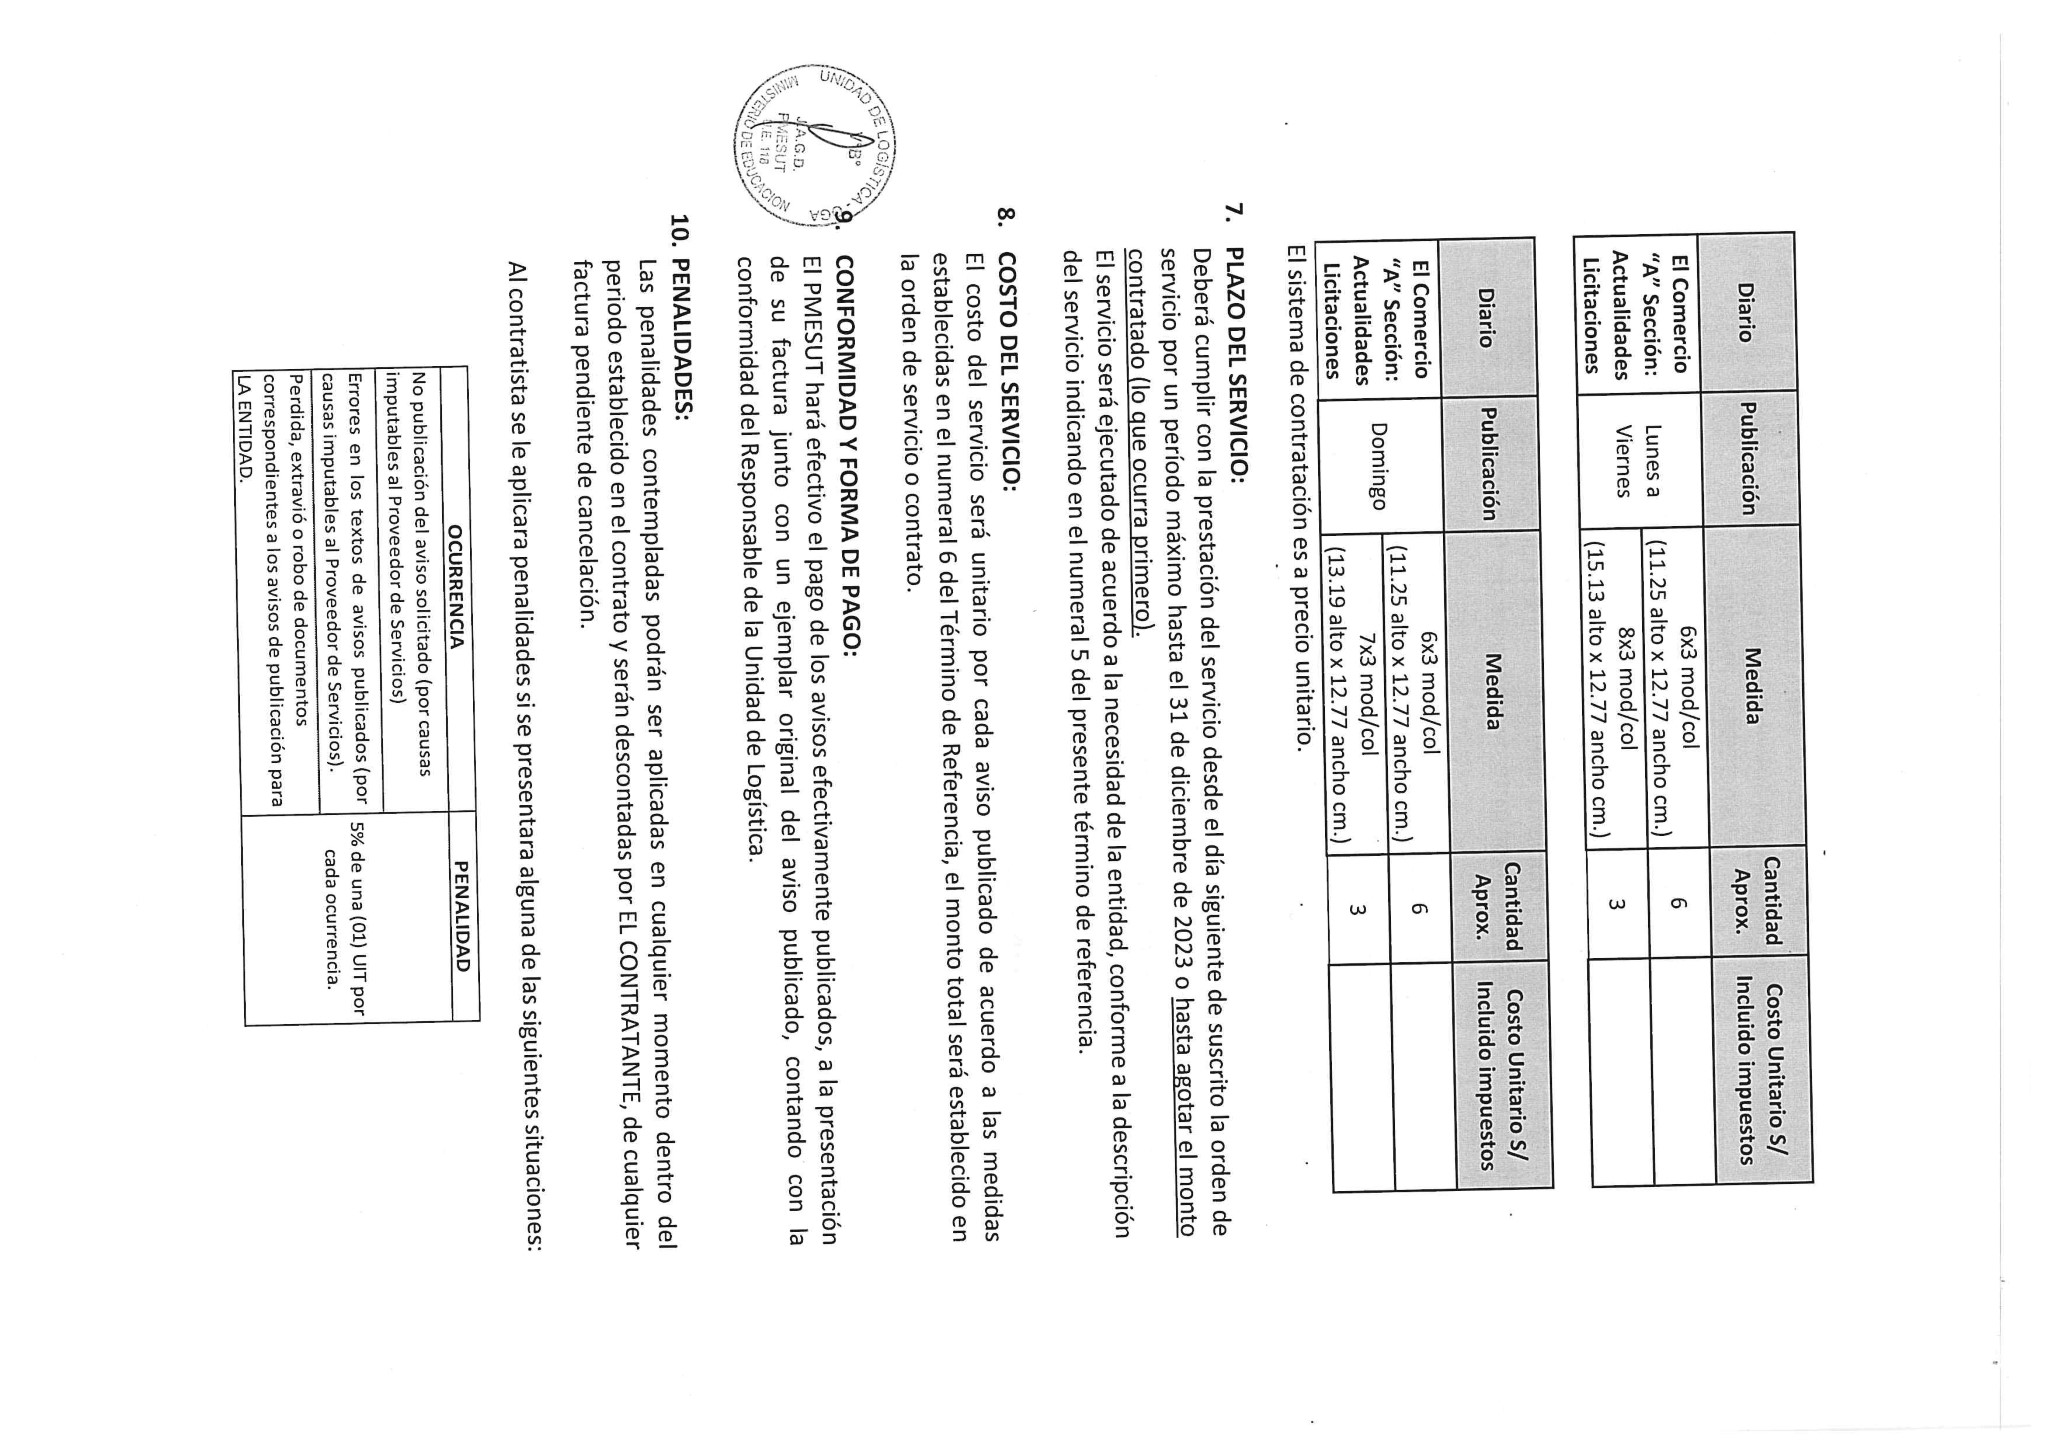 Diario Publicación Medida Cantidad Aprox. Costo Unitario S/ Incluido impuestos
El Comercio
“A” Sección:
Actualidades
Licitaciones
Lunes a
Viernes
6x3 mod/col
(11.25 alto x 12.77 ancho cm.)
6
8x3 mod/col
(15.13 alto x 12.77 ancho cm.)
3
Diario Publicación Medida Cantidad Aprox. Costo Unitario S/ Incluido impuestos
El Comercio
“A” Sección:
Actualidades
Licitaciones
Domingo
6x3 mod/col
(11.25 alto x 12.77 ancho cm.)
6
7x3 mod/col
(13.19 alto x 12.77 ancho cm.)
3
El sistema de contratación es a precio unitario.
7. PLAZO DEL SERVICIO:
Deberá cumplir con la prestación del servicio desde el día siguiente de suscrito la orden de
servicio por un período máximo hasta el 31 de diciembre de 2023 o hasta agotar el monto
contratado (lo que ocurra primero).
El servicio será ejecutado de acuerdo a la necesidad de la entidad, conforme a la descripción
del servicio indicando en el numeral 5 del presente término de referencia.
8. COSTO DEL SERVICIO:
El costo del servicio será unitario por cada aviso publicado de acuerdo a las medidas
establecidas en el numeral 6 del Término de Referencia, el monto total será establecido en
la orden de servicio o contrato.
9. CONFORMIDAD Y FORMA DE PAGO:
El PMESUT hará efectivo el pago de los avisos efectivamente publicados, a la presentación
de su factura junto con un ejemplar original del aviso publicado, contando con la
conformidad del Responsable de la Unidad de Logística.
UNIDAD DE LOGÍSTICA - OGA
V°B°
J.A.G.D.
PMESUT
U.E. 118
MINISTERIO DE EDUCACION
10. PENALIDADES:
Las penalidades contempladas podrán ser aplicadas en cualquier momento dentro del
periodo establecido en el contrato y serán descontadas por EL CONTRATANTE, de cualquier
factura pendiente de cancelación.
Al contratista se le aplicara penalidades si se presentara alguna de las siguientes situaciones:
OCURRENCIA PENALIDAD
No publicación del aviso solicitado (por causas
imputables al Proveedor de Servicios)
Errores en los textos de avisos publicados (por
causas imputables al Proveedor de Servicios).
Perdida, extravió o robo de documentos
correspondientes a los avisos de publicación para
LA ENTIDAD.
5% de una (01) UIT por
cada ocurrencia.